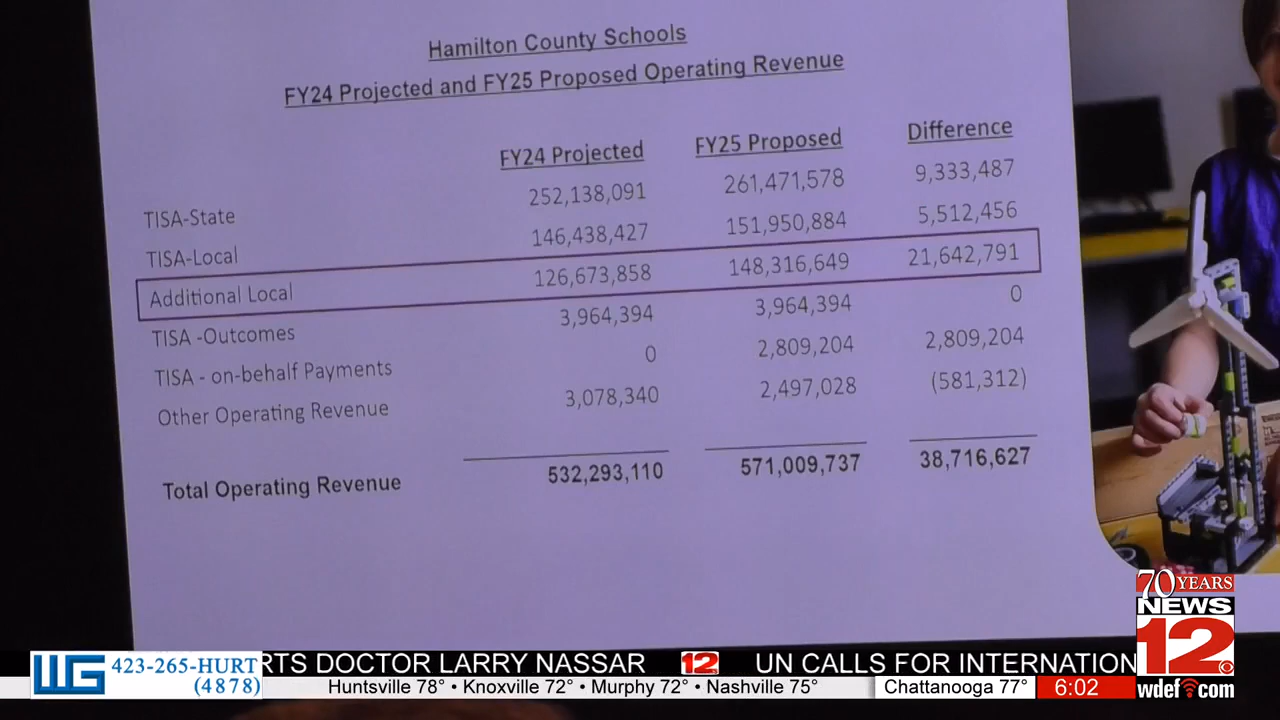 Hamilton County Schools
FY24 Projected and FY25 Proposed Operating Revenue
FY24 Projected FY25 Proposed Difference
TISA-State 252,138,091 261,471,578 9,333,487
TISA-Local 146,438,427 151,950,884 5,512,456
Additional Local 126,673,858 148,316,649 21,642,791
TISA -Outcomes 3,964,394 3,964,394 0
TISA - on-behalf Payments 0 2,809,204 2,809,204
Other Operating Revenue 3,078,340 2,497,028 (581,312)
Total Operating Revenue 532,293,110 571,009,737 38,716,627
70 YEARS
NEWS
12
wdef.com
WG 423-265-HURT
(4878)
RTS DOCTOR LARRY NASSAR 12 UN CALLS FOR INTERNATION
Huntsville 78° • Knoxville 72° • Murphy 72° • Nashville 75° Chattanooga 77° 6:02